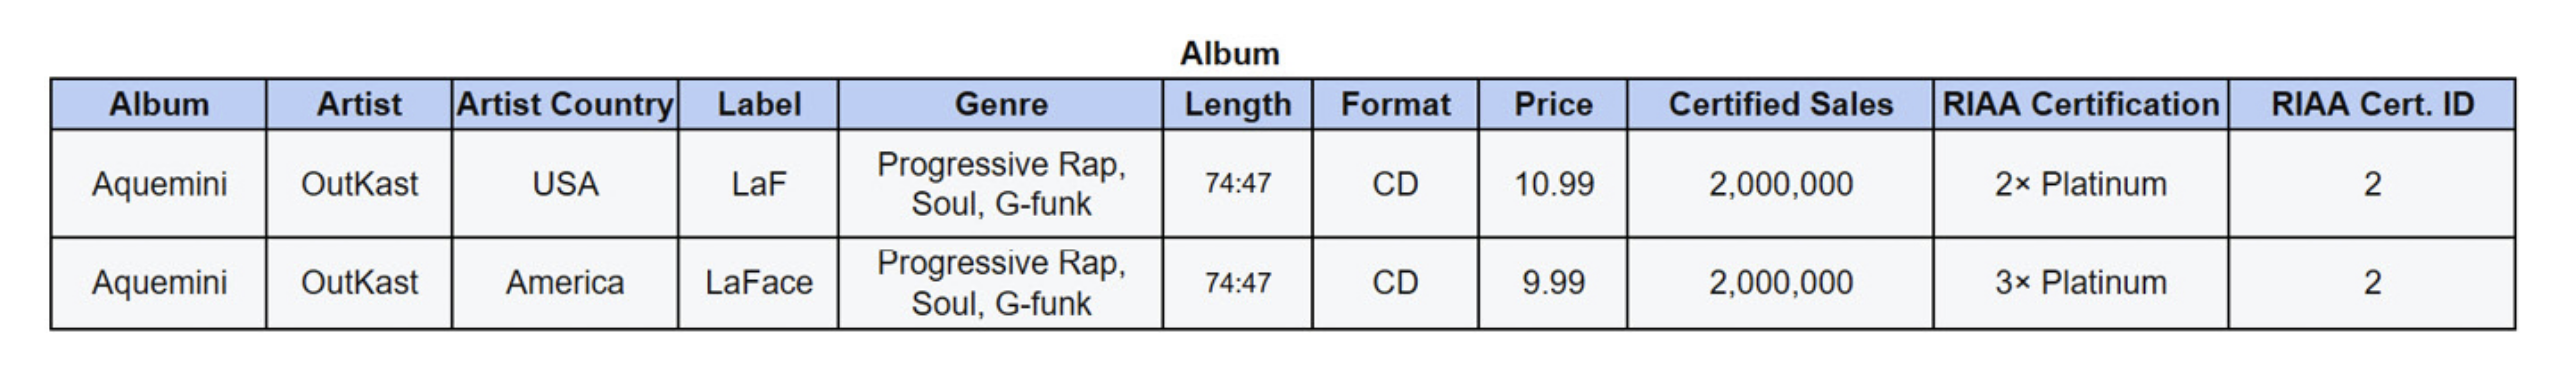 Album
Album Artist Artist Country Label Genre Length Format Price Certified Sales RIAA Certification RIAA Cert. ID
Aquemini OutKast USA LaF Progressive Rap, Soul, G-funk 74:47 CD 10.99 2,000,000 2× Platinum 2
Aquemini OutKast America LaFace Progressive Rap, Soul, G-funk 74:47 CD 9.99 2,000,000 3× Platinum 2